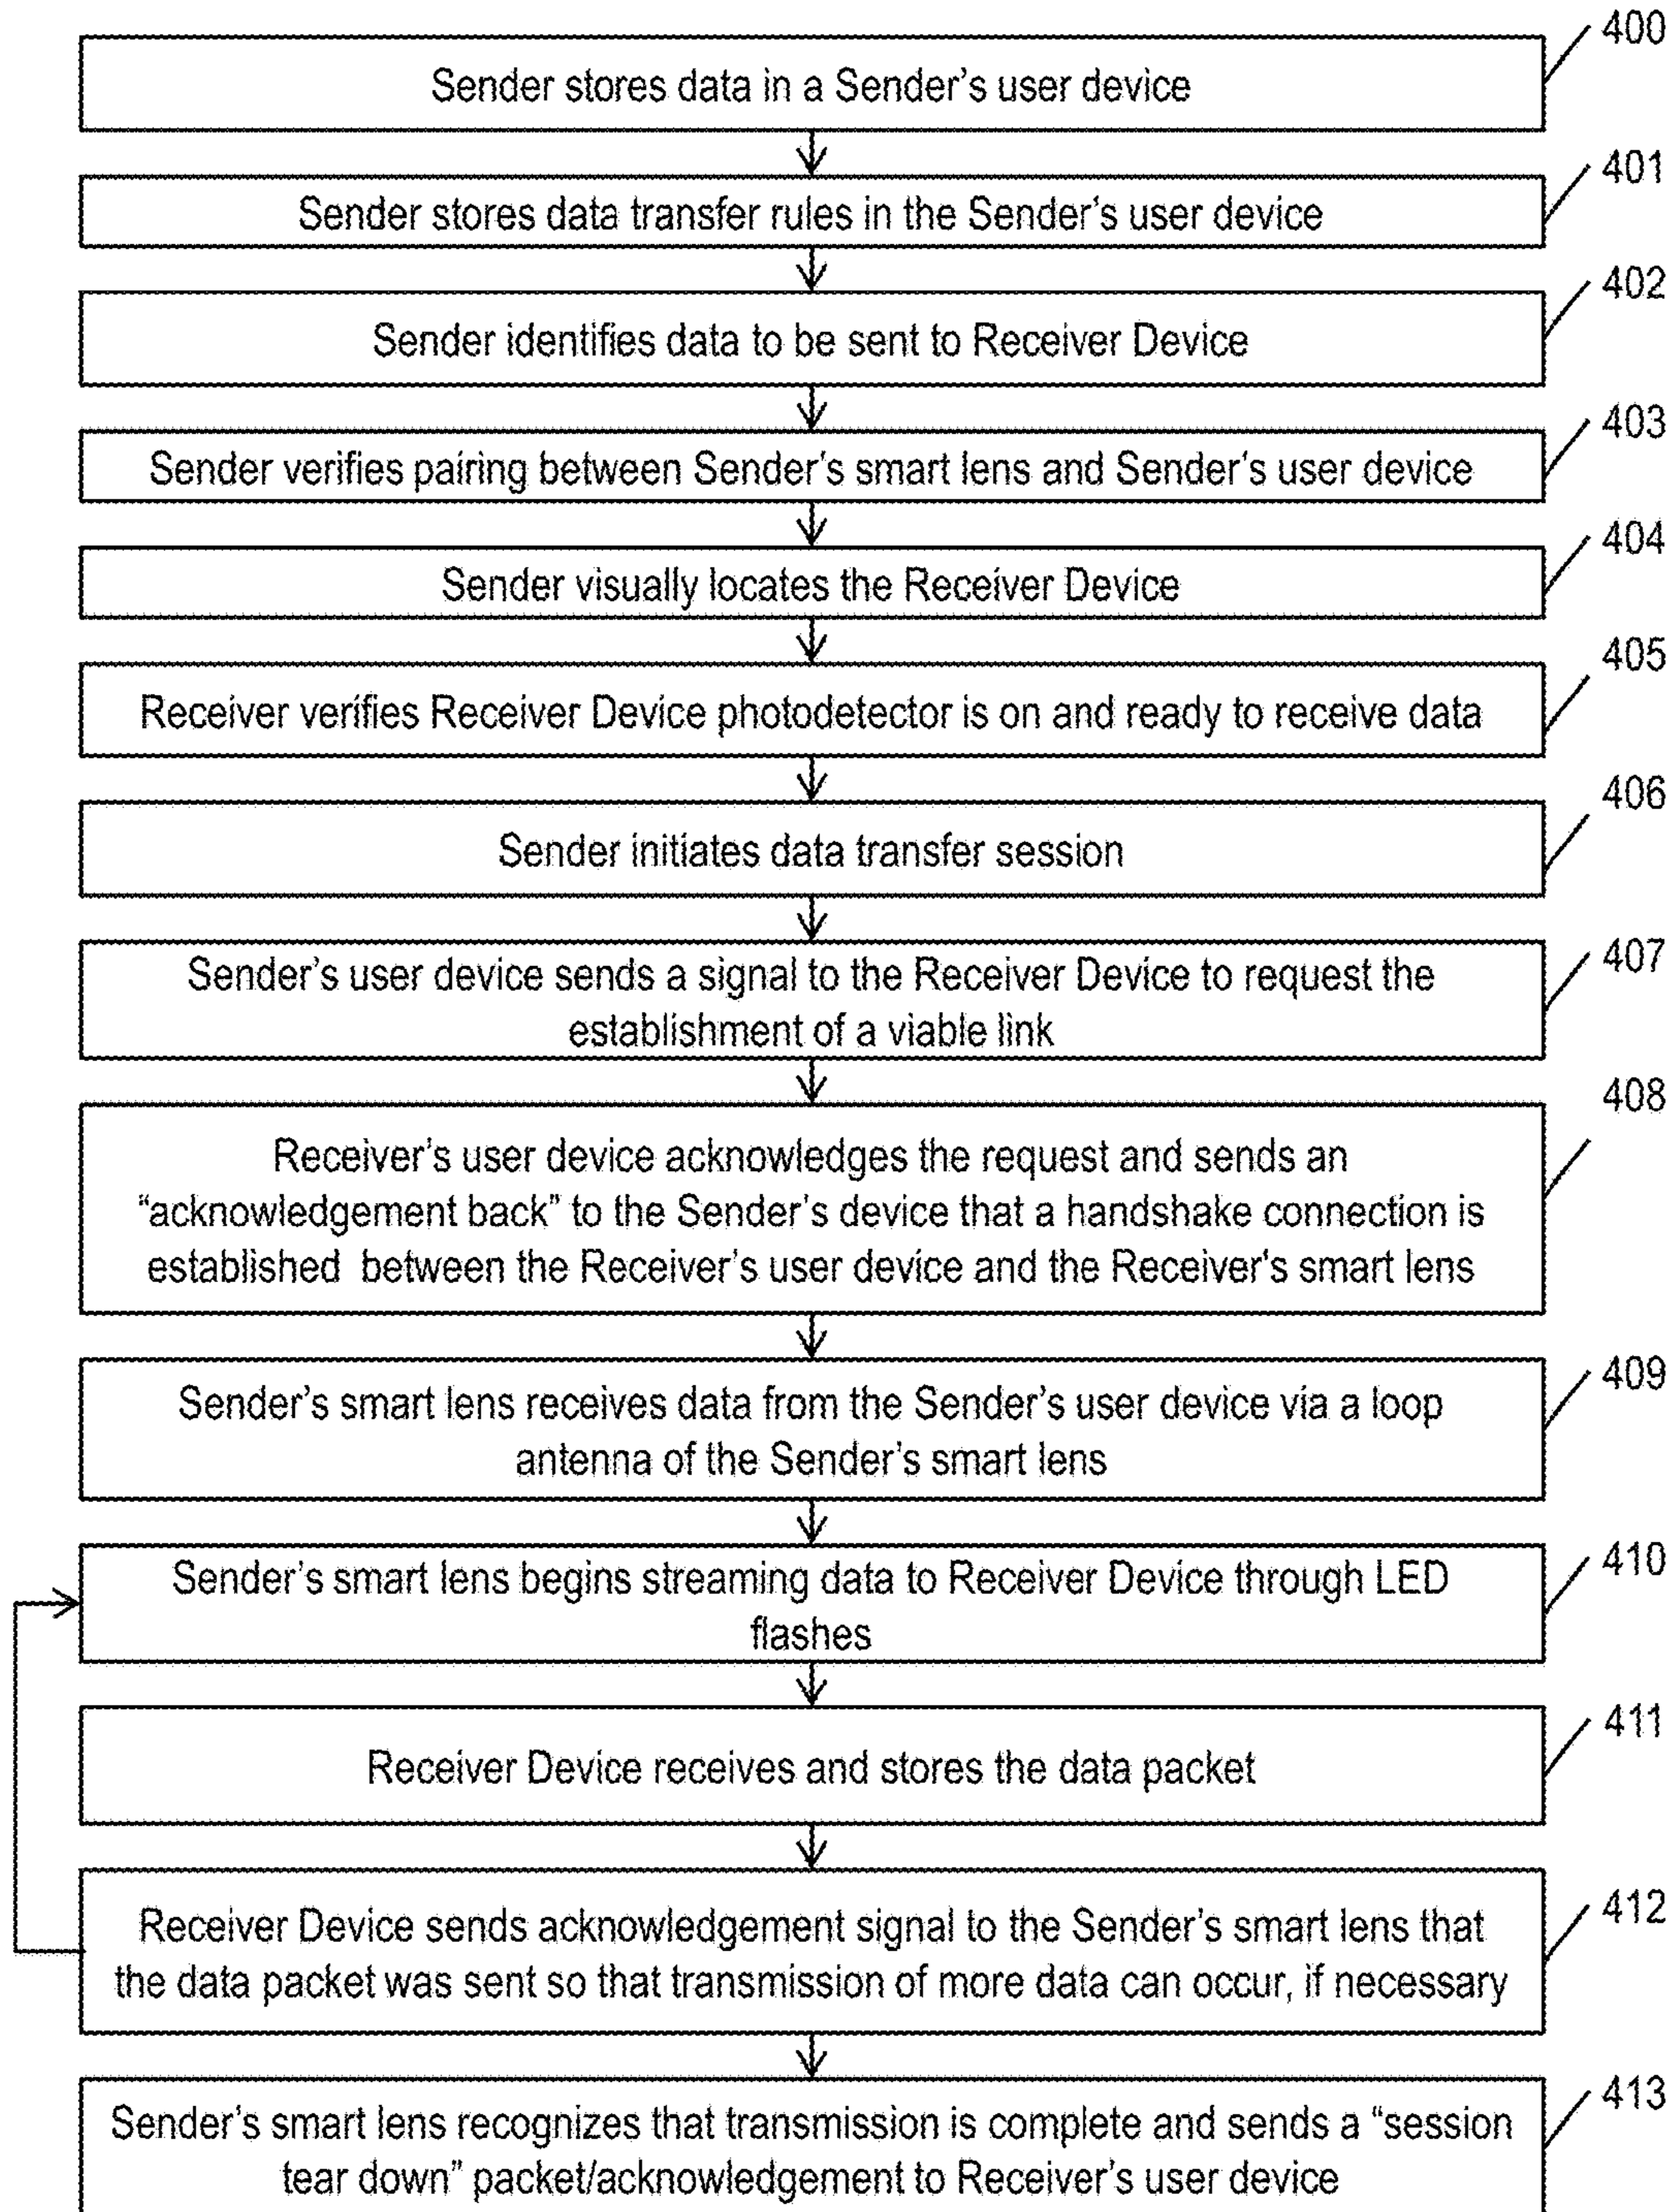 400
Sender stores data in a Sender’s user device
401
Sender stores data transfer rules in the Sender’s user device
402
Sender identifies data to be sent to Receiver Device
403
Sender verifies pairing between Sender’s smart lens and Sender’s user device
404
Sender visually locates the Receiver Device
405
Receiver verifies Receiver Device photodetector is on and ready to receive data
406
Sender initiates data transfer session
407
Sender’s user device sends a signal to the Receiver Device to request the
establishment of a viable link
408
Receiver’s user device acknowledges the request and sends an
“acknowledgement back” to the Sender’s device that a handshake connection is
established between the Receiver’s user device and the Receiver's smart lens
409
Sender’s smart lens receives data from the Sender’s user device via a loop
antenna of the Sender’s smart lens
410
Sender’s smart lens begins streaming data to Receiver Device through LED
flashes
411
Receiver Device receives and stores the data packet
412
Receiver Device sends acknowledgement signal to the Sender’s smart lens that
the data packet was sent so that transmission of more data can occur, if necessary
413
Sender’s smart lens recognizes that transmission is complete and sends a “session
tear down” packet/acknowledgement to Receiver’s user device